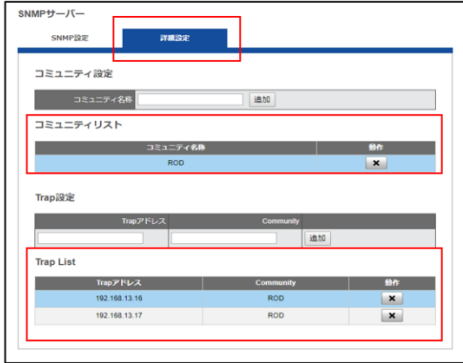 SNMPサーバー
SNMP設定 詳細設定
コミュニティ設定
コミュニティ名称 追加
コミュニティリスト
コミュニティ名称 動作
ROD ×
Trap設定
Trapアドレス Community
追加
Trap List
Trapアドレス Community 動作
192.168.13.16 ROD ×
192.168.13.17 ROD ×